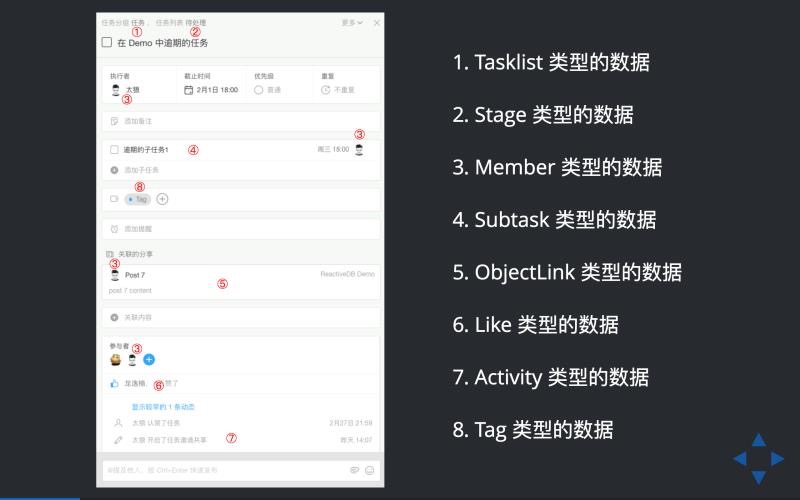 任务分组 任务 , 任务列表 待处理 更多 ×
① ②
在 Demo 中逾期的任务
执行者 截止时间 优先级 重复
太狼 2月1日 18:00 普通 不重复
③
添加备注
③
逾期的子任务1 ④ 周三 18:00
添加子任务
⑧
Tag
添加提醒
关联的分享
③
Post 7 ReactiveDB Demo
post 7 content ⑤
关联内容
参与者 ③
龙逸楠, 赞了
⑥
显示较早的 1 条动态
太狼 认领了任务 2月27日 21:59
太狼 开启了任务邀请共享 ⑦ 昨天 14:07
@提及他人，按 Ctrl+Enter 快速发布
1. Tasklist 类型的数据
2. Stage 类型的数据
3. Member 类型的数据
4. Subtask 类型的数据
5. ObjectLink 类型的数据
6. Like 类型的数据
7. Activity 类型的数据
8. Tag 类型的数据